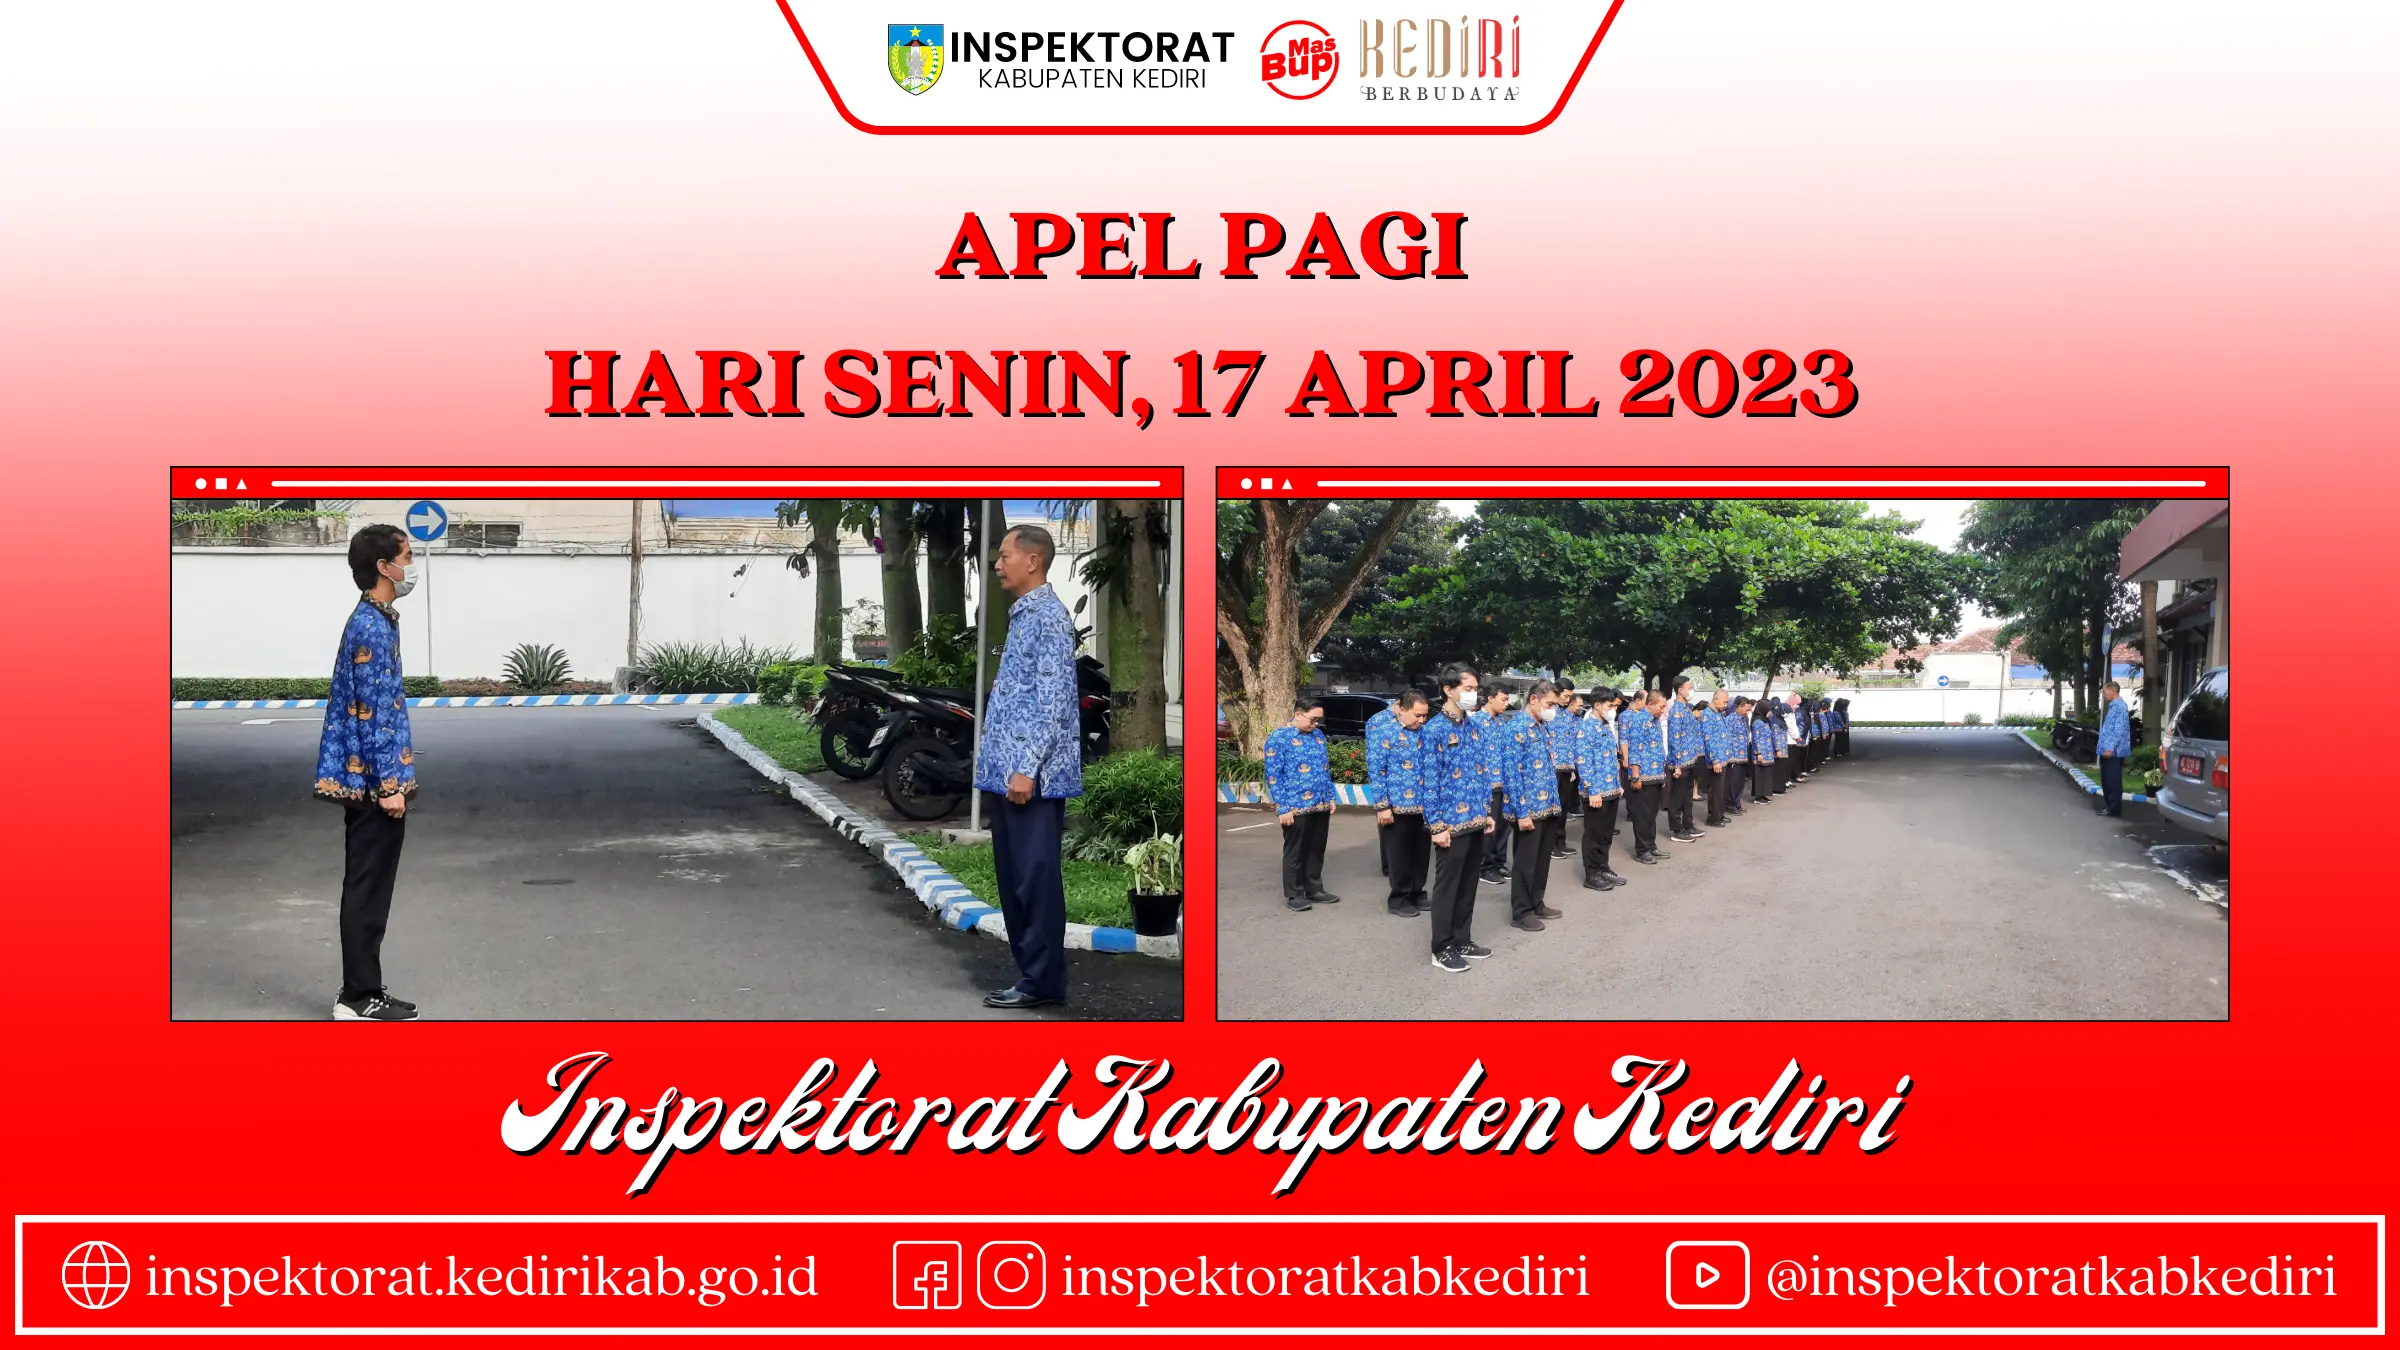 INSPEKTORAT
KABUPATEN KEDIRI
Mas
Bup
KEDIRI
BERBUDAYA
APEL PAGI
HARI SENIN, 17 APRIL 2023
Inspektorat Kabupaten Kediri
inspektorat.kedirikab.go.id
inspektoratkabkediri
@inspektoratkabkediri